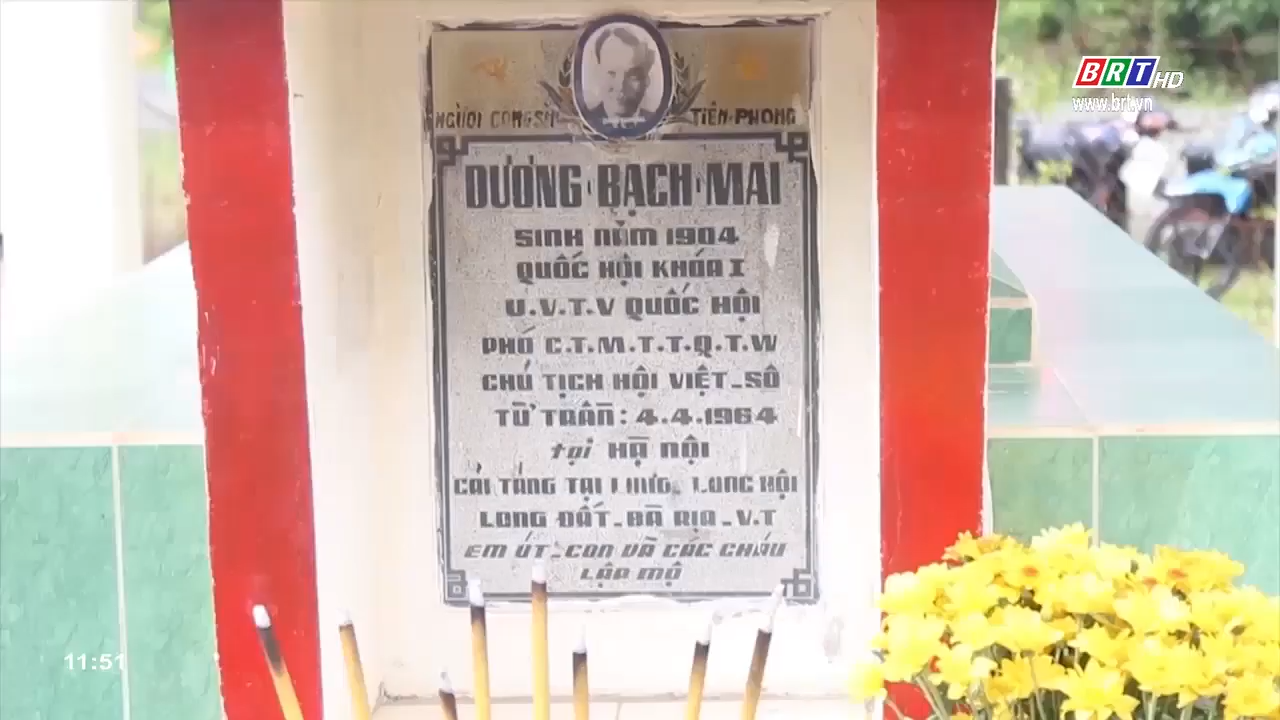 BRT HD
www.brt.vn
NGƯỜI CỘNG SẢN TIÊN PHONG
DƯƠNG BẠCH MAI
SINH NĂM 1904
QUỐC HỘI KHÓA I
U.V.T.V QUỐC HỘI
PHÓ C.T.M.T.T.Q.T.W
CHỦ TỊCH HỘI VIỆT_SÔ
TỪ TRẦN: 4.4.1964
tại HÀ NỘI
CẢI TÁNG TẠI HỘI
LONG ĐẤT_BÀ RỊA_V.T
EM ÚT_CON VÀ CÁC CHÁU
LẬP MỘ
11:51